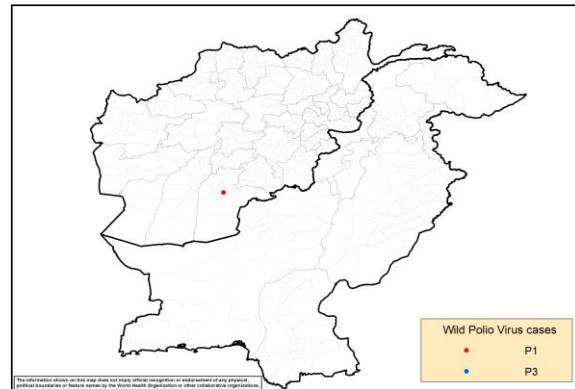 Wild Polio Virus cases
P1
P3
The information shown on this map does not imply official recognition or endorsement of any physical,
political boundaries or feature names by the World Health Organization or other collaborative organizations.